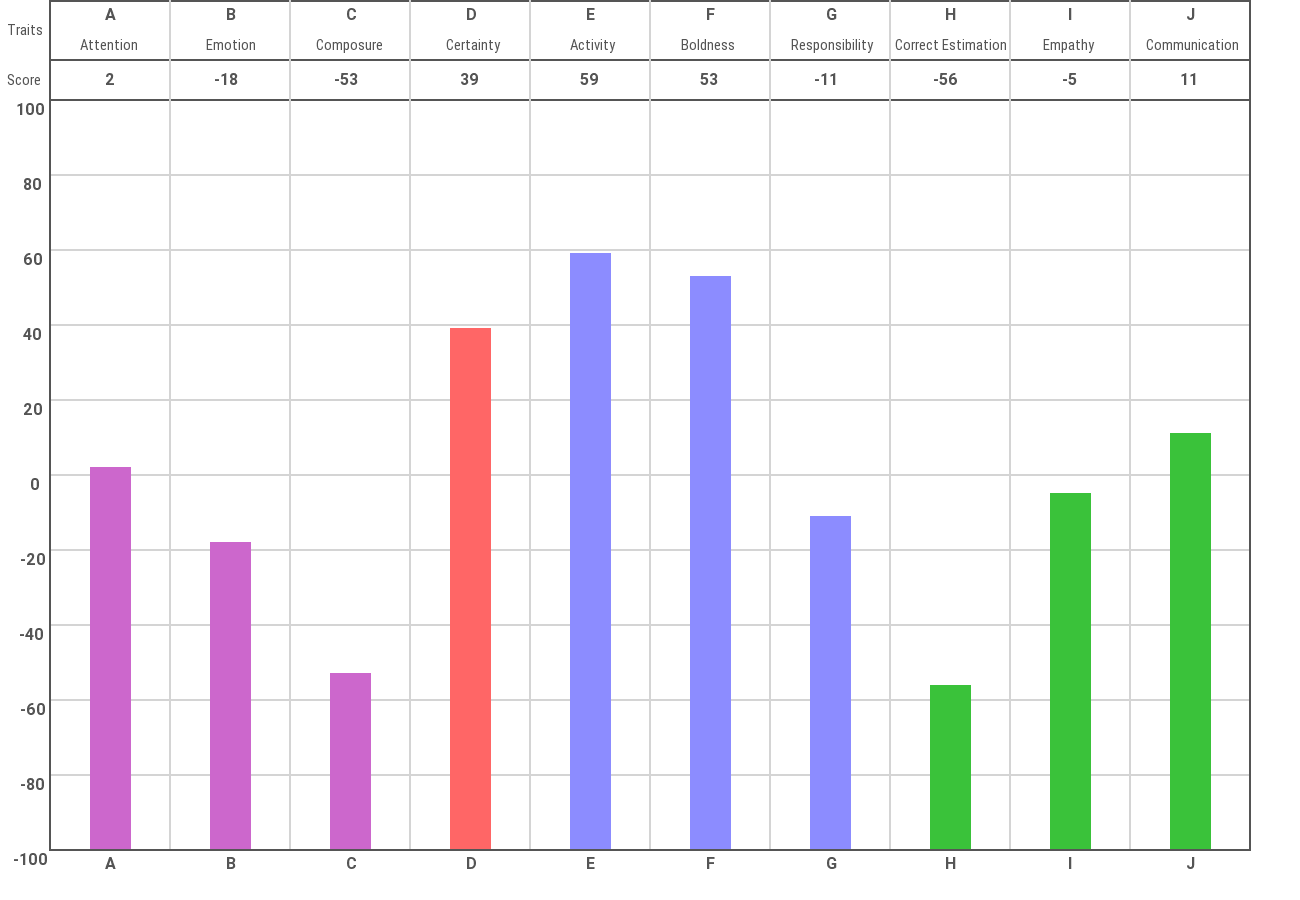 A B C D E F G H I J
Traits
Attention Emotion Composure Certainty Activity Boldness Responsibility Correct Estimation Empathy Communication
Score 2 -18 -53 39 59 53 -11 -56 -5 11
100
80
60
40
20
0
-20
-40
-60
-80
-100
A B C D E F G H I J